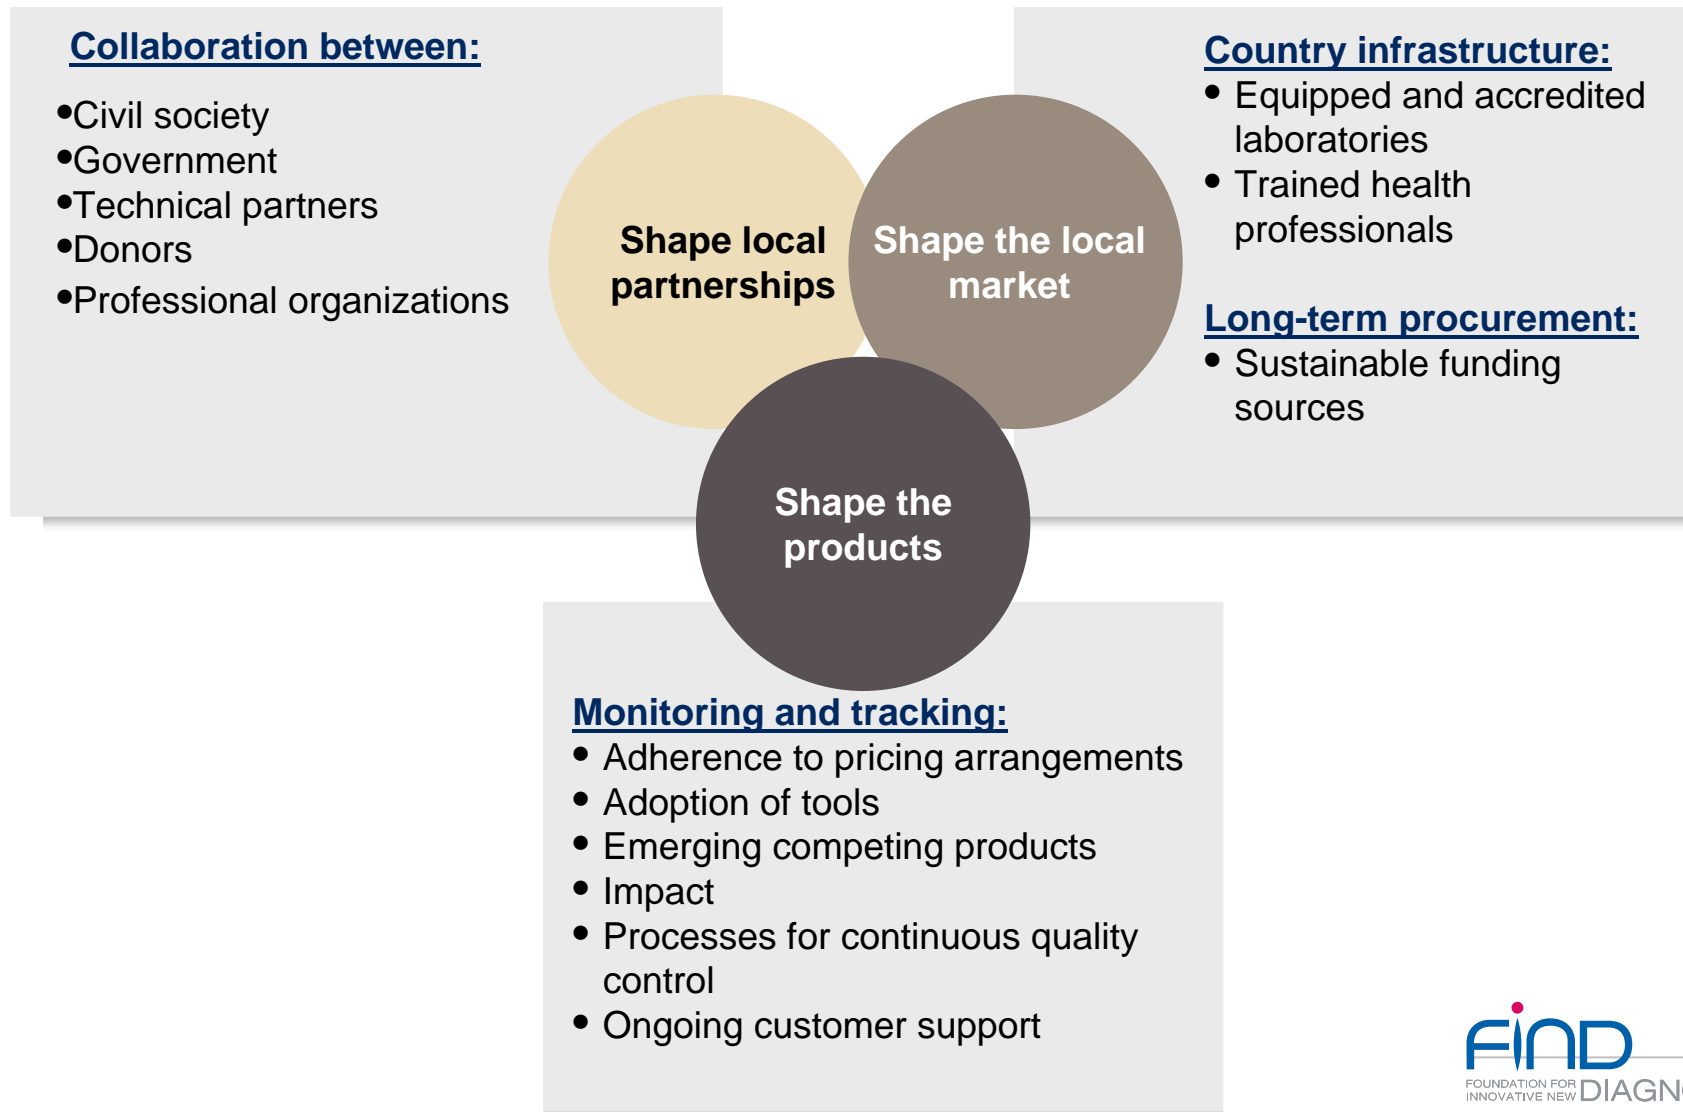 Collaboration between:
•Civil society
•Government
•Technical partners
•Donors
•Professional organizations
Shape local
partnerships
Shape the local
market
Country infrastructure:
• Equipped and accredited
laboratories
• Trained health
professionals
Long-term procurement:
• Sustainable funding
sources
Shape the
products
Monitoring and tracking:
• Adherence to pricing arrangements
• Adoption of tools
• Emerging competing products
• Impact
• Processes for continuous quality
control
• Ongoing customer support
FIND
FOUNDATION FOR
INNOVATIVE NEW DIAGN